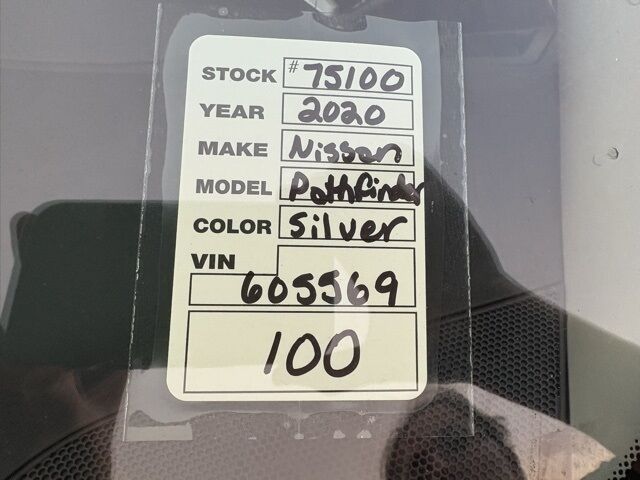 STOCK # 75100
YEAR 2020
MAKE Nissan
MODEL Pathfinder
COLOR Silver
VIN
605569
100